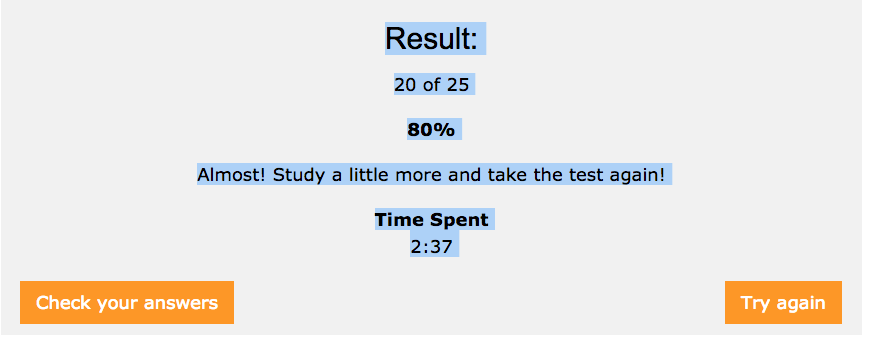 Result:
20 of 25
80%
Almost! Study a little more and take the test again!
Time Spent
2:37
Check your answers
Try again